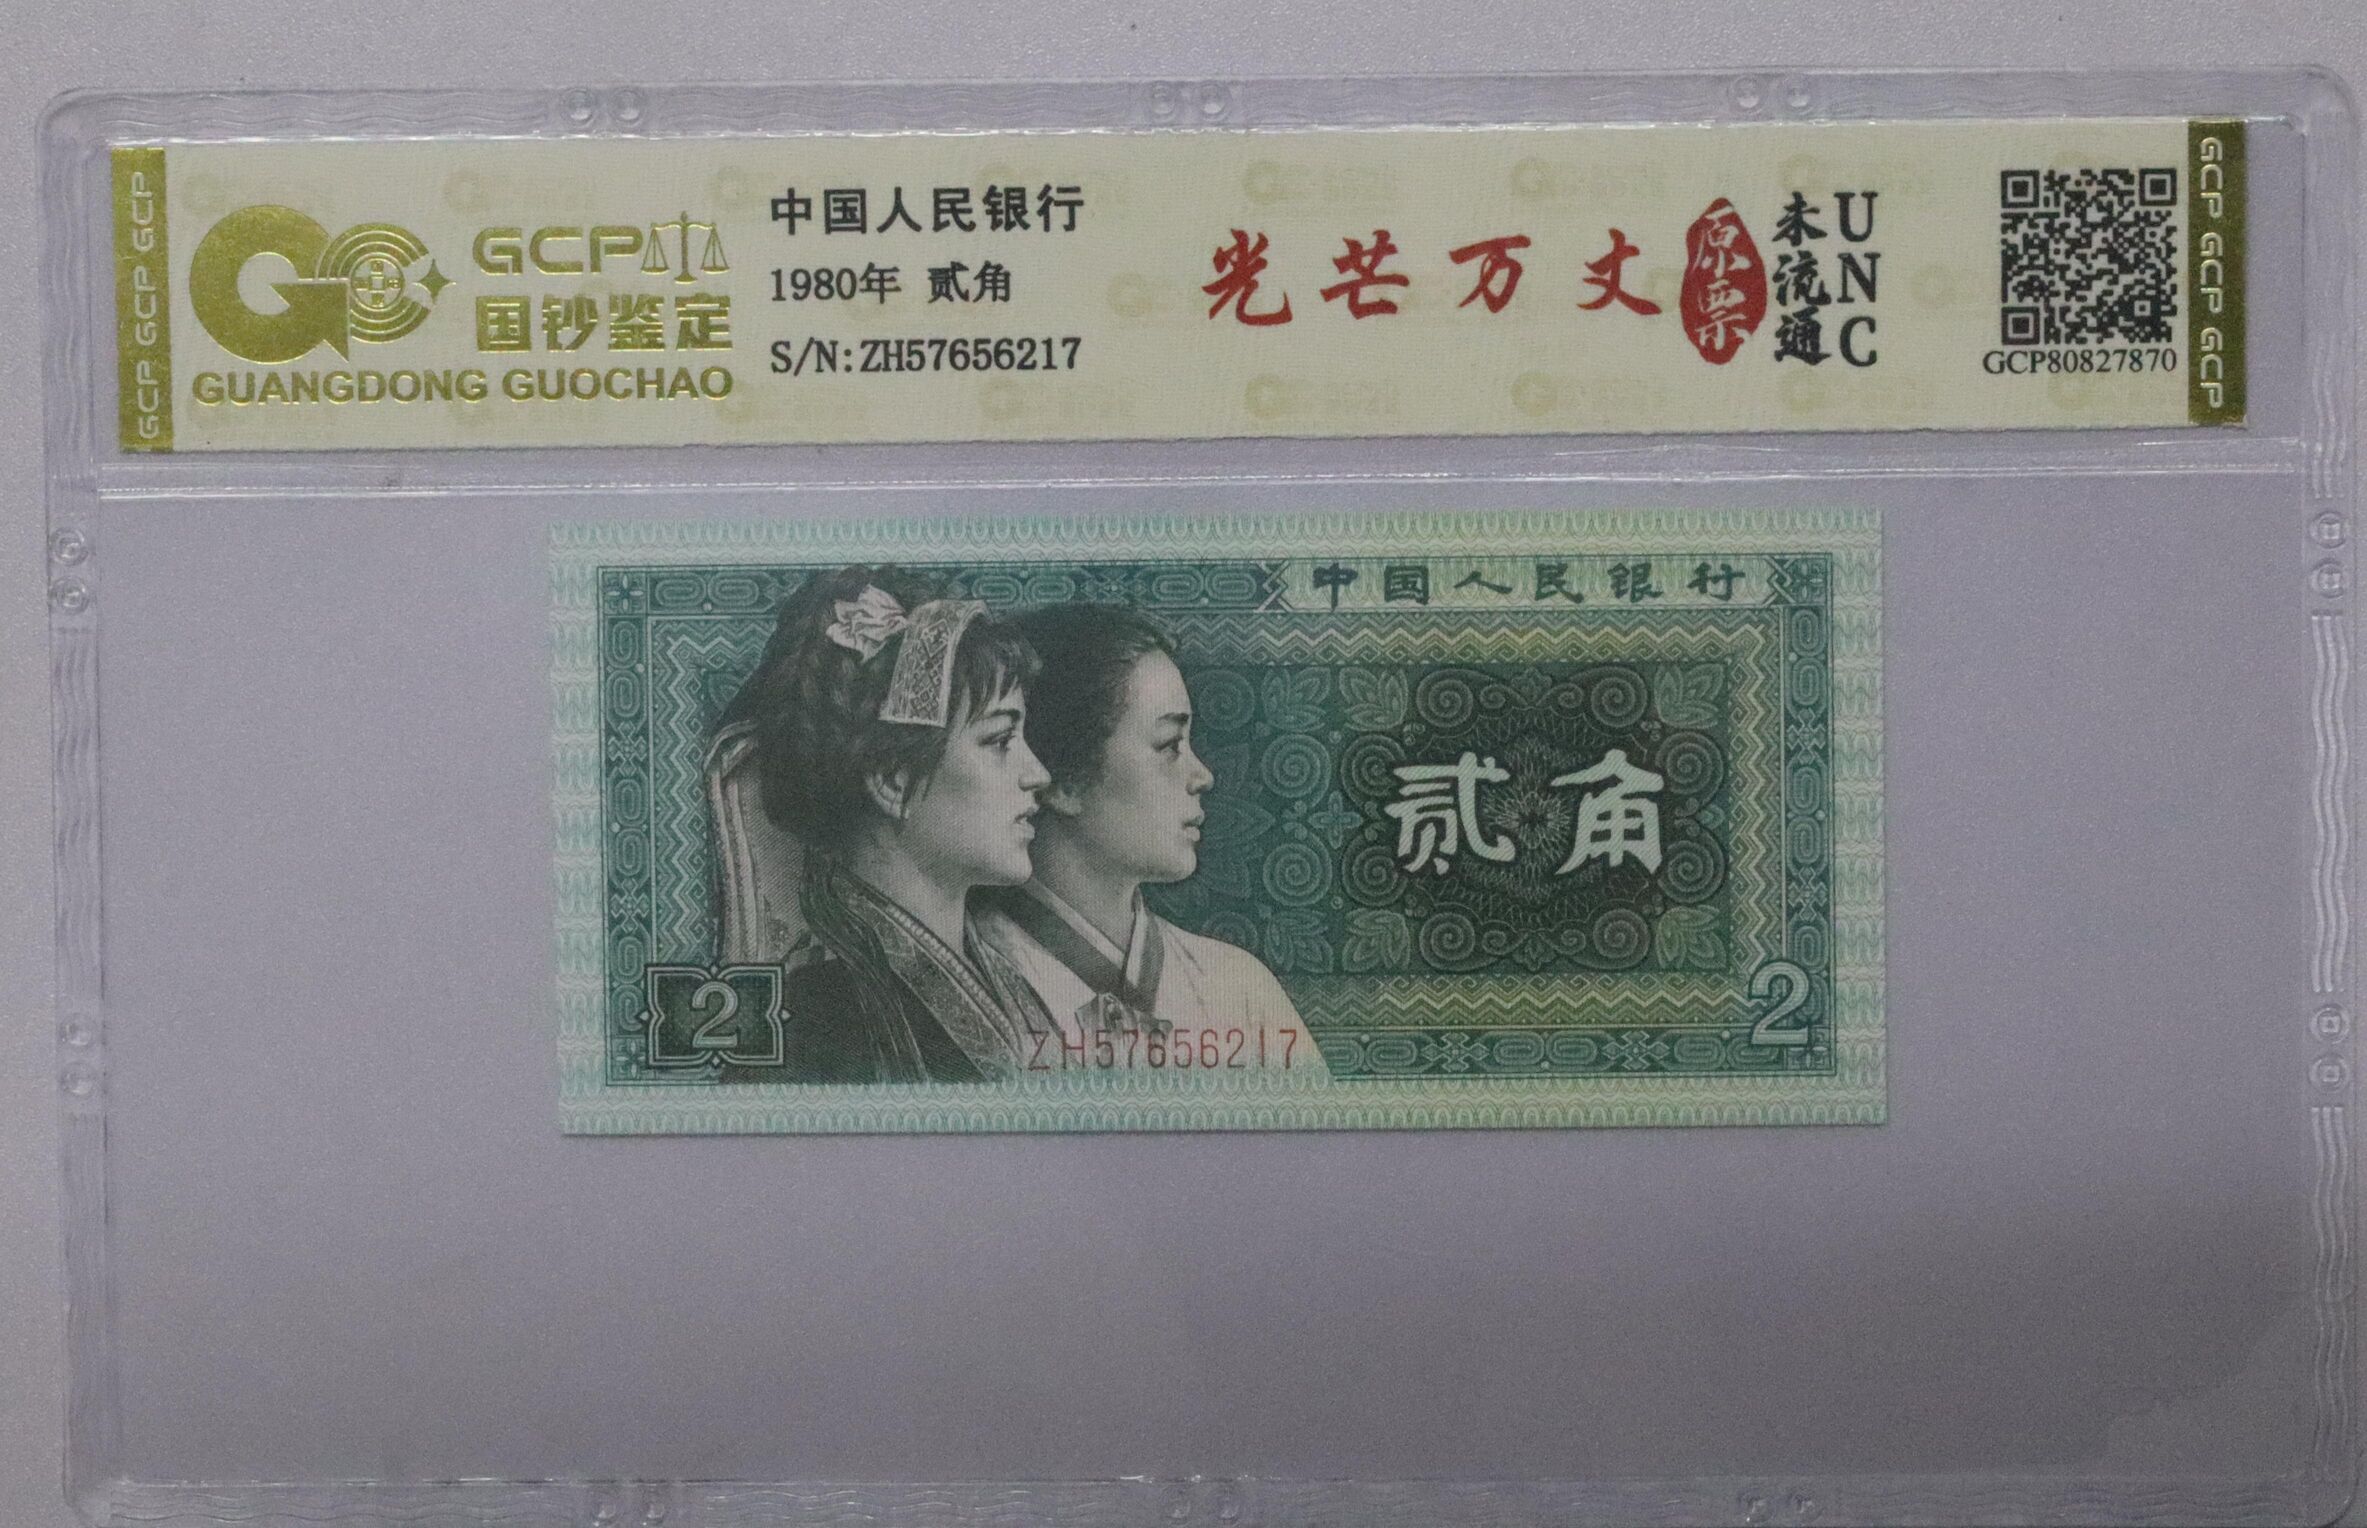 GCP GCP GCP
GCP
国钞鉴定
GUANGDONG GUOCHAO
中国人民银行
1980年 贰角
S/N:ZH57656217
光芒万丈
原票
未流通
UNC
GCP80827870
GCP GCP GCP
中国人民银行
贰角
2
ZH57656217
2